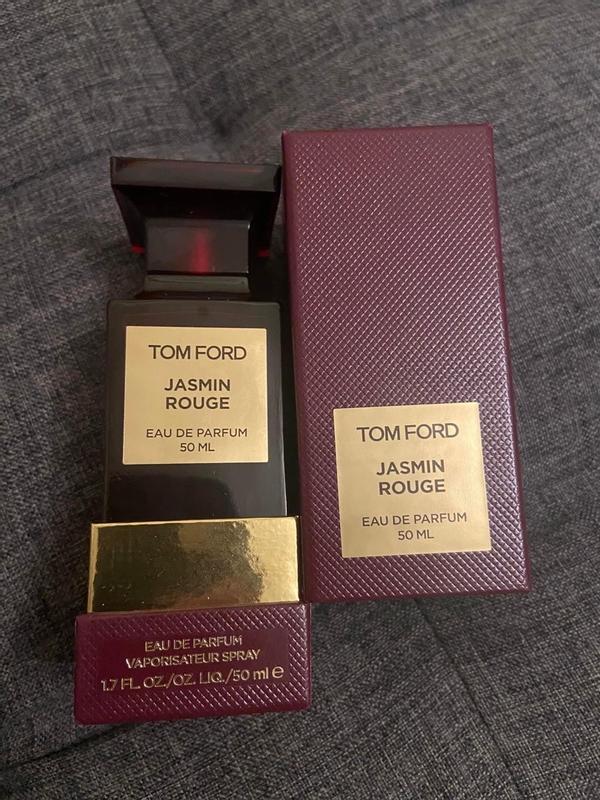 TOM FORD
JASMIN
ROUGE
EAU DE PARFUM
50 ML
EAU DE PARFUM
VAPORISATEUR SPRAY
1.7 FL. OZ./OZ. LIQ./50 ml ℮
TOM FORD
JASMIN
ROUGE
EAU DE PARFUM
50 ML